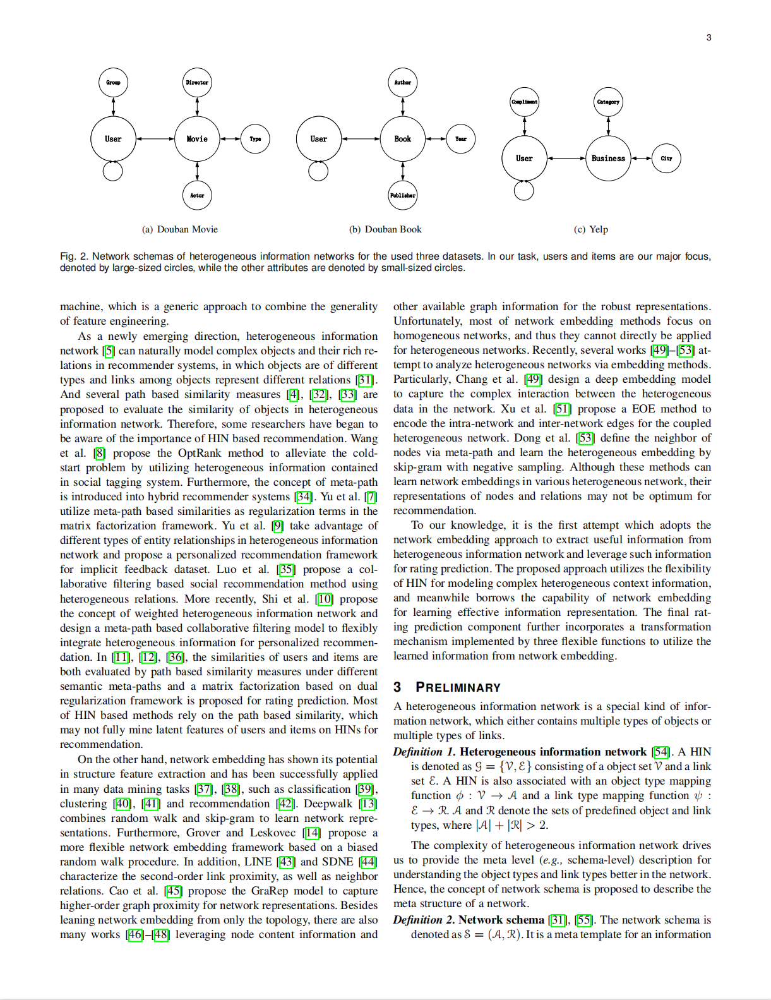 3
Group
Director
User
Movie
Type
Actor
Author
User
Book
Year
Publisher
Compliment
Category
User
Business
City
(a) Douban Movie
(b) Douban Book
(c) Yelp
Fig. 2. Network schemas of heterogeneous information networks for the used three datasets. In our task, users and items are our major focus,
denoted by large-sized circles, while the other attributes are denoted by small-sized circles.
machine, which is a generic approach to combine the generality
of feature engineering.
As a newly emerging direction, heterogeneous information
network [5] can naturally model complex objects and their rich re-
lations in recommender systems, in which objects are of different
types and links among objects represent different relations [31].
And several path based similarity measures [4], [32], [33] are
proposed to evaluate the similarity of objects in heterogeneous
information network. Therefore, some researchers have began to
be aware of the importance of HIN based recommendation. Wang
et al. [8] propose the OptRank method to alleviate the cold-
start problem by utilizing heterogeneous information contained
in social tagging system. Furthermore, the concept of meta-path
is introduced into hybrid recommender systems [34]. Yu et al. [7]
utilize meta-path based similarities as regularization terms in the
matrix factorization framework. Yu et al. [9] take advantage of
different types of entity relationships in heterogeneous information
network and propose a personalized recommendation framework
for implicit feedback dataset. Luo et al. [35] propose a col-
laborative filtering based social recommendation method using
heterogeneous relations. More recently, Shi et al. [10] propose
the concept of weighted heterogeneous information network and
design a meta-path based collaborative filtering model to flexibly
integrate heterogeneous information for personalized recommen-
dation. In [11], [12], [36], the similarities of users and items are
both evaluated by path based similarity measures under different
semantic meta-paths and a matrix factorization based on dual
regularization framework is proposed for rating prediction. Most
of HIN based methods rely on the path based similarity, which
may not fully mine latent features of users and items on HINs for
recommendation.
On the other hand, network embedding has shown its potential
in structure feature extraction and has been successfully applied
in many data mining tasks [37], [38], such as classification [39],
clustering [40], [41] and recommendation [42]. Deepwalk [13]
combines random walk and skip-gram to learn network repre-
sentations. Furthermore, Grover and Leskovec [14] propose a
more flexible network embedding framework based on a biased
random walk procedure. In addition, LINE [43] and SDNE [44]
characterize the second-order link proximity, as well as neighbor
relations. Cao et al. [45] propose the GraRep model to capture
higher-order graph proximity for network representations. Besides
leaning network embedding from only the topology, there are also
many works [46]–[48] leveraging node content information and
other available graph information for the robust representations.
Unfortunately, most of network embedding methods focus on
homogeneous networks, and thus they cannot directly be applied
for heterogeneous networks. Recently, several works [49]–[53] at-
tempt to analyze heterogeneous networks via embedding methods.
Particularly, Chang et al. [49] design a deep embedding model
to capture the complex interaction between the heterogeneous
data in the network. Xu et al. [51] propose a EOE method to
encode the intra-network and inter-network edges for the coupled
heterogeneous network. Dong et al. [53] define the neighbor of
nodes via meta-path and learn the heterogeneous embedding by
skip-gram with negative sampling. Although these methods can
learn network embeddings in various heterogeneous network, their
representations of nodes and relations may not be optimum for
recommendation.
To our knowledge, it is the first attempt which adopts the
network embedding approach to extract useful information from
heterogeneous information network and leverage such information
for rating prediction. The proposed approach utilizes the flexibility
of HIN for modeling complex heterogeneous context information,
and meanwhile borrows the capability of network embedding
for learning effective information representation. The final rat-
ing prediction component further incorporates a transformation
mechanism implemented by three flexible functions to utilize the
learned information from network embedding.
3 PRELIMINARY
A heterogeneous information network is a special kind of infor-
mation network, which either contains multiple types of objects or
multiple types of links.
Definition 1. Heterogeneous information network [54]. A HIN
is denoted as 𝒢 = {𝒱, ℰ} consisting of a object set 𝒱 and a link
set ℰ. A HIN is also associated with an object type mapping
function ϕ : 𝒱 → 𝒜 and a link type mapping function ψ :
ℰ → ℛ. 𝒜 and ℛ denote the sets of predefined object and link
types, where |𝒜| + |ℛ| > 2.
The complexity of heterogeneous information network drives
us to provide the meta level (e.g., schema-level) description for
understanding the object types and link types better in the network.
Hence, the concept of network schema is proposed to describe the
meta structure of a network.
Definition 2. Network schema [31], [55]. The network schema is
denoted as 𝒮 = (𝒜, ℛ). It is a meta template for an information